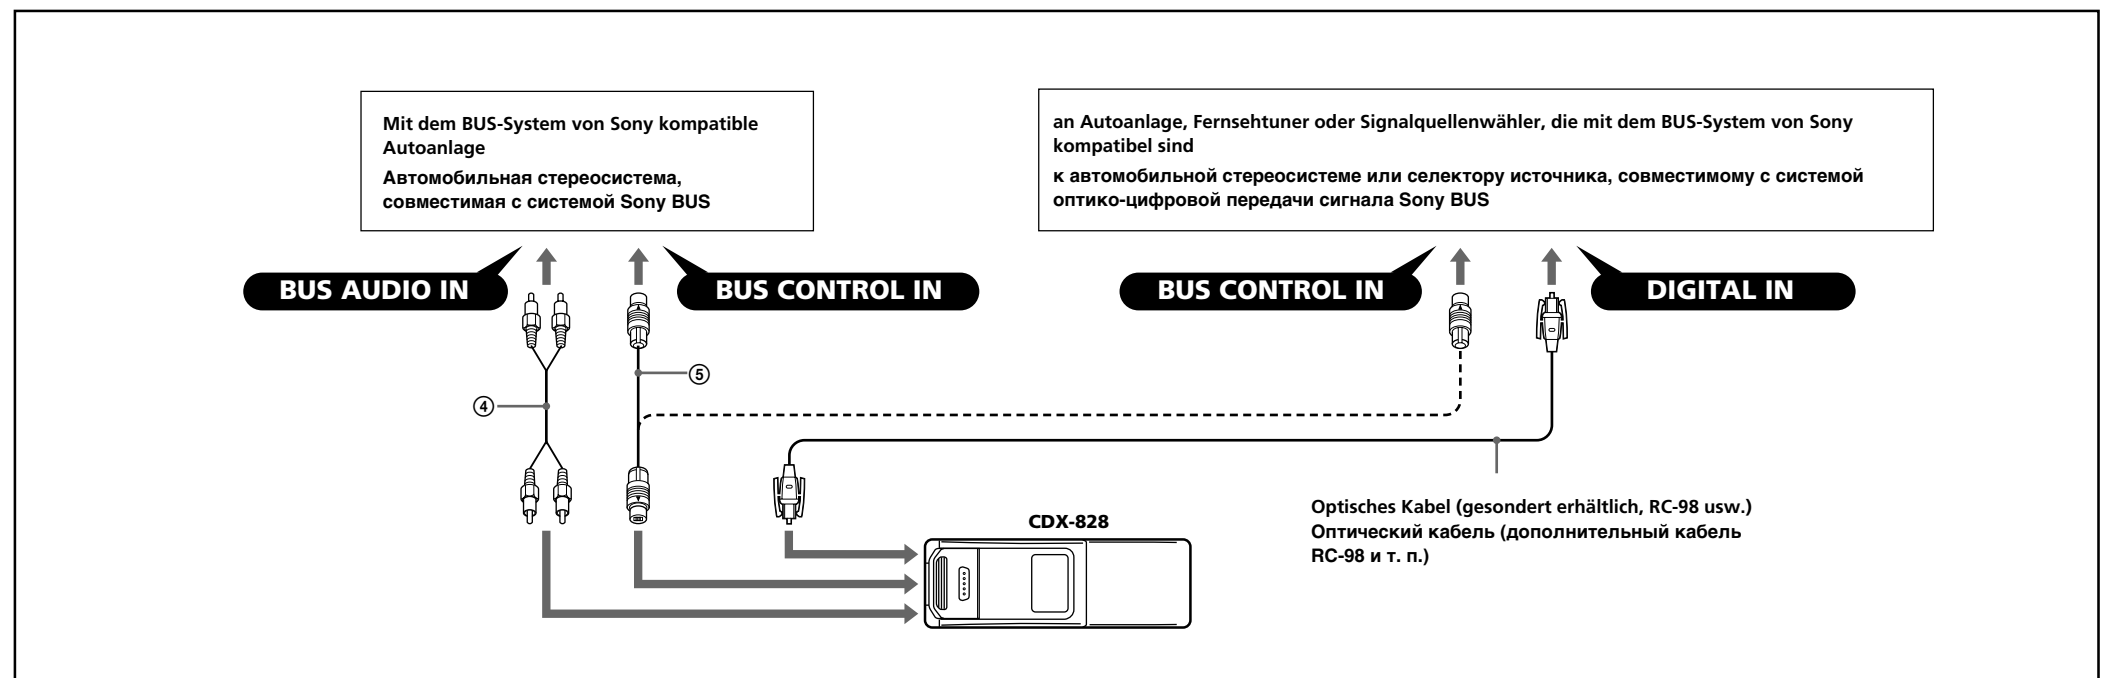 Mit dem BUS-System von Sony kompatible
Autoanlage
Автомобильная стереосистема,
совместимая с системой Sony BUS
an Autoanlage, Fernsehtuner oder Signalquellenwähler, die mit dem BUS-System von Sony
kompatibel sind
к автомобильной стереосистеме или селектору источника, совместимому с системой
оптико-цифровой передачи сигнала Sony BUS
BUS AUDIO IN
BUS CONTROL IN
BUS CONTROL IN
DIGITAL IN
⑤
④
Optisches Kabel (gesondert erhältlich, RC-98 usw.)
Оптический кабель (дополнительный кабель
RC-98 и т. п.)
CDX-828